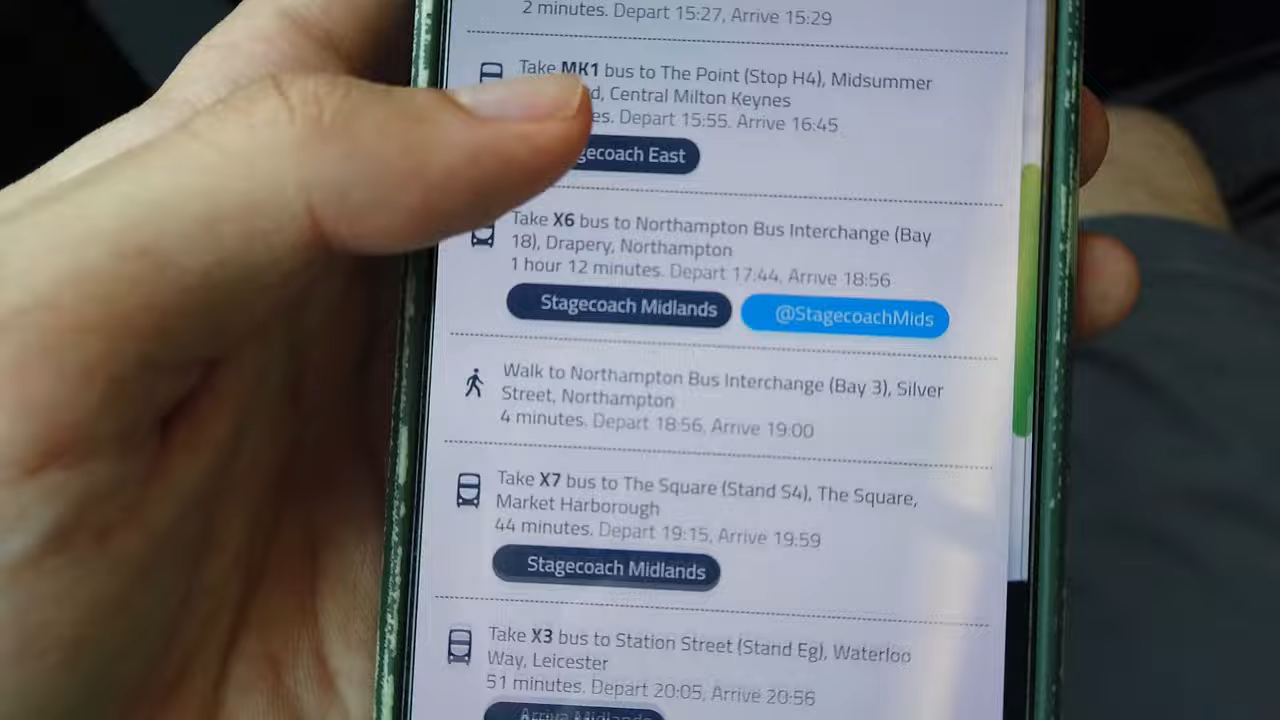 2 minutes. Depart 15:27, Arrive 15:29
Take MK1 bus to The Point (Stop H4), Midsummer
d, Central Milton Keynes
es. Depart 15:55. Arrive 16:45
gecoach East
Take X6 bus to Northampton Bus Interchange (Bay
18), Drapery, Northampton
1 hour 12 minutes. Depart 17:44, Arrive 18:56
Stagecoach Midlands @StagecoachMids
Walk to Northampton Bus Interchange (Bay 3), Silver
Street, Northampton
4 minutes. Depart 18:56, Arrive 19:00
Take X7 bus to The Square (Stand S4), The Square,
Market Harborough
44 minutes. Depart 19:15, Arrive 19:59
Stagecoach Midlands
Take X3 bus to Station Street (Stand Eg), Waterloo
Way, Leicester
51 minutes. Depart 20:05, Arrive 20:56
Arriva Midlands